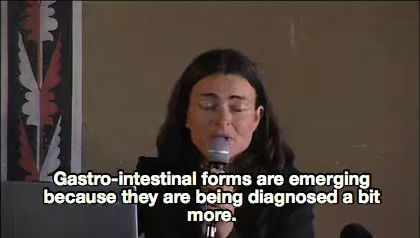 Gastro-intestinal forms are emerging
because they are being diagnosed a bit
more.